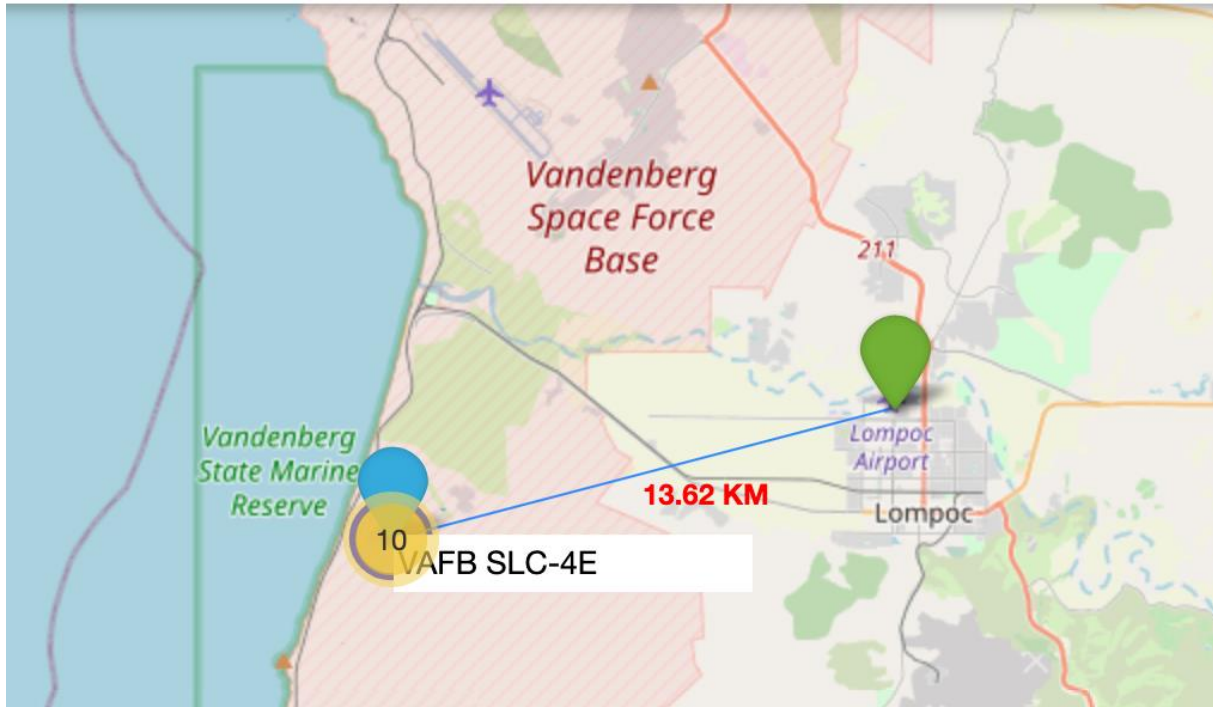 Vandenberg
Space Force
Base
211
Vandenberg
State Marine
Reserve
Lompoc
Airport
13.62 KM
Lompoc
10
VAFB SLC-4E